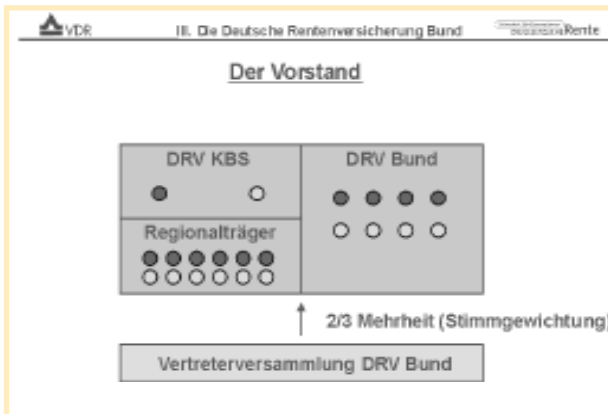 VDR
III. Die Deutsche Rentenversicherung Bund
Rente
Der Vorstand
DRV KBS
DRV Bund
Regionalträger
2/3 Mehrheit (Stimmgewichtung)
Vertreterversammlung DRV Bund